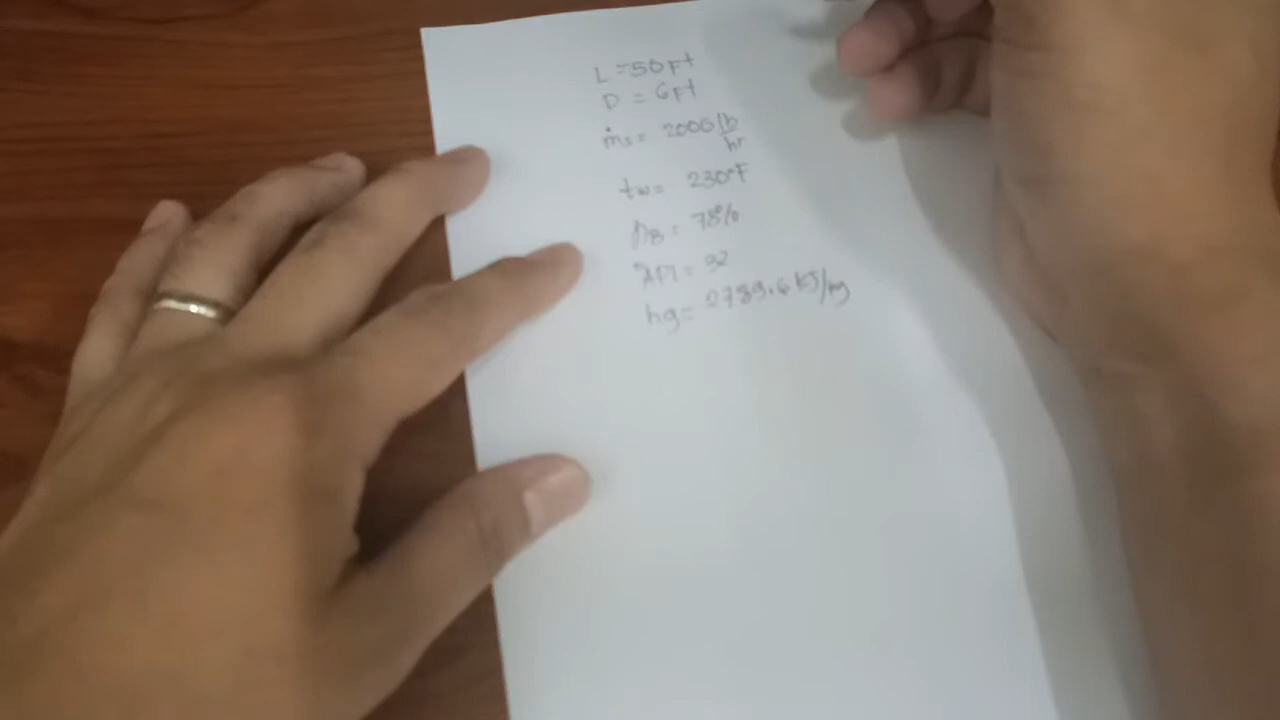 L = 50 Ft
D = 6 Ft
ṁs = 2000 lb/hr
tw = 230°F
ηB = 78%
°API = 32
hg = 2789.6 kJ/kg